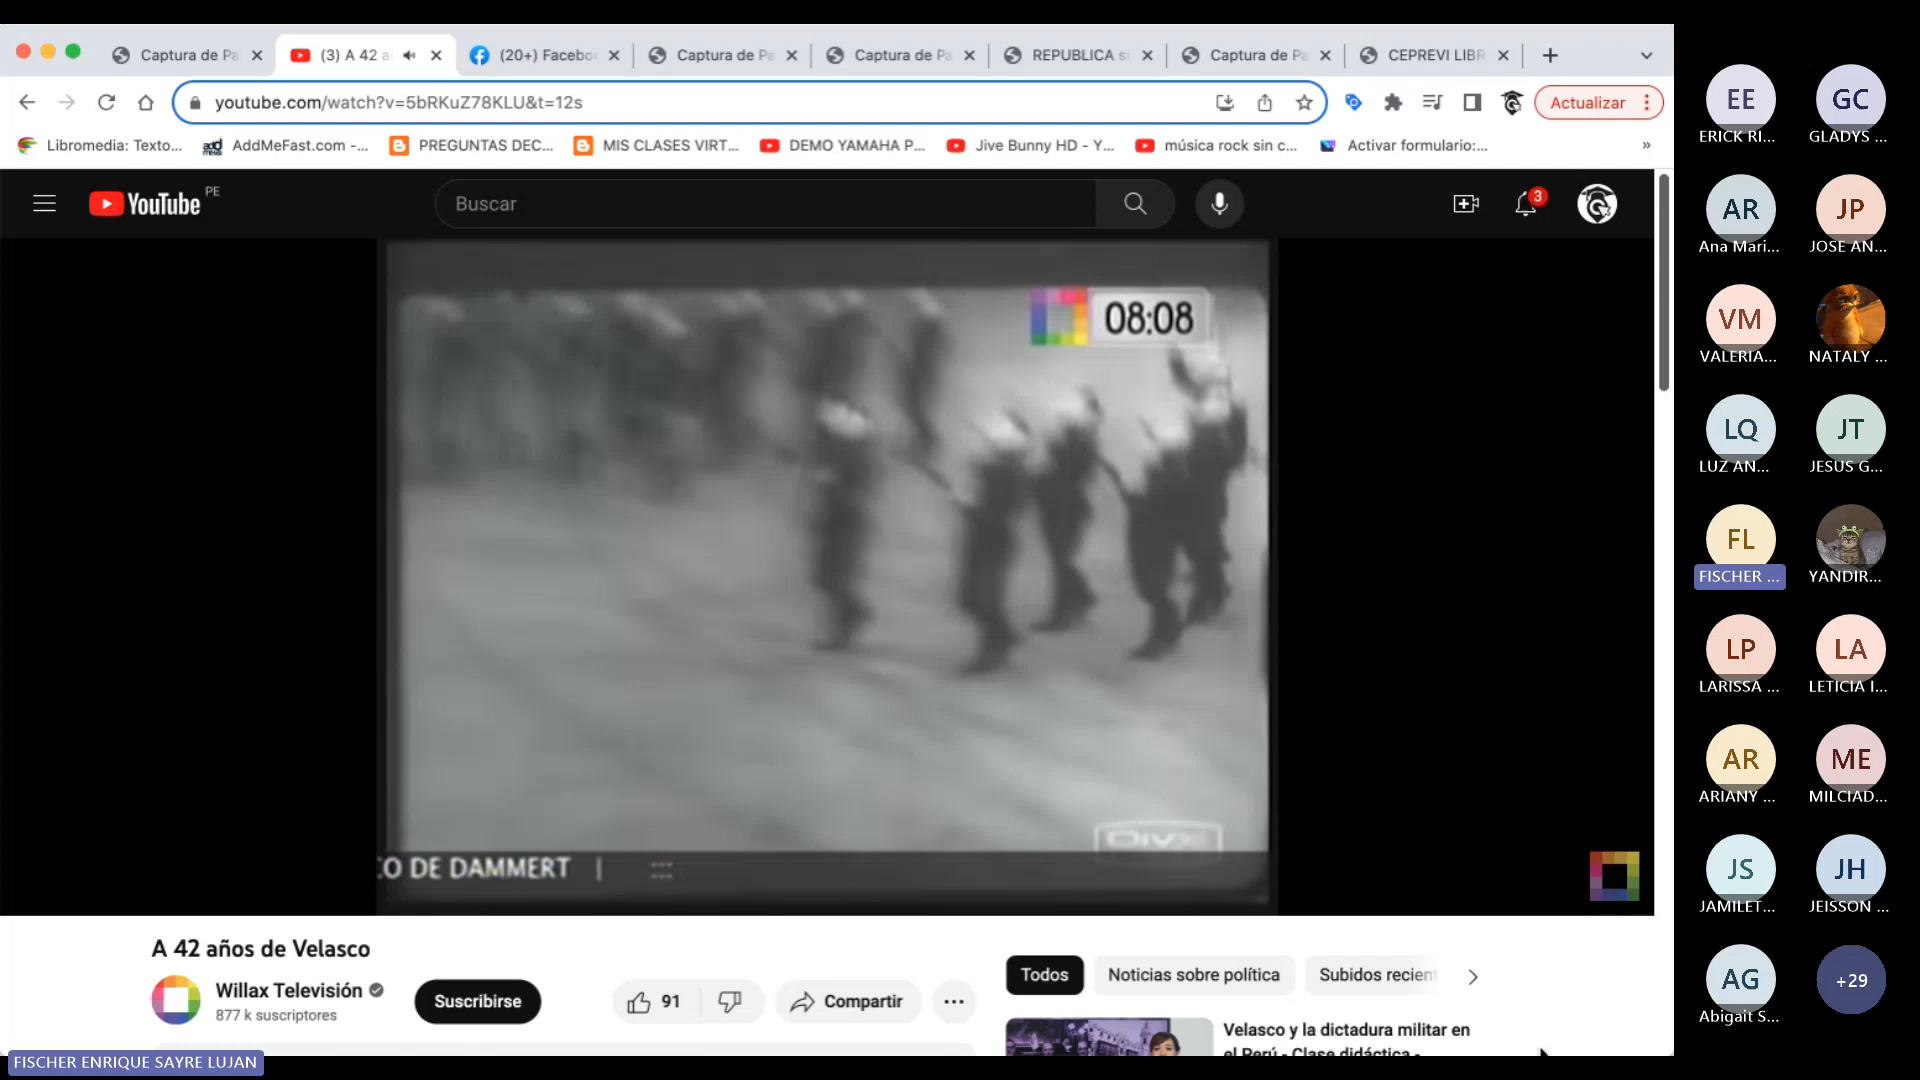 Captura de Pa
(3) A 42 a
(20+) Facebo
Captura de Pa
Captura de Pa
REPUBLICA s
Captura de Pa
CEPREVI LIBR
youtube.com/watch?v=5bRKuZ78KLU&t=12s
Actualizar
Libromedia: Texto...
AddMeFast.com -...
PREGUNTAS DEC...
MIS CLASES VIRT...
DEMO YAMAHA P...
Jive Bunny HD - Y...
música rock sin c...
Activar formulario:...
»
YouTube PE
Buscar
3
08:08
DivX
CO DE DAMMERT |
A 42 años de Velasco
Willax Televisión
877 k suscriptores
Suscribirse
91
Compartir
Todos
Noticias sobre política
Subidos recient
Velasco y la dictadura militar en
el Perú - Clase didáctica -
FISCHER ENRIQUE SAYRE LUJAN
EE
ERICK RI...
GC
GLADYS ...
AR
Ana Mari...
JP
JOSE AN...
VM
VALERIA...
NATALY ...
LQ
LUZ AN...
JT
JESUS G...
FL
FISCHER ...
YANDIR...
LP
LARISSA ...
LA
LETICIA I...
AR
ARIANY ...
ME
MILCIAD...
JS
JAMILET...
JH
JEISSON ...
AG
Abigait S...
+29